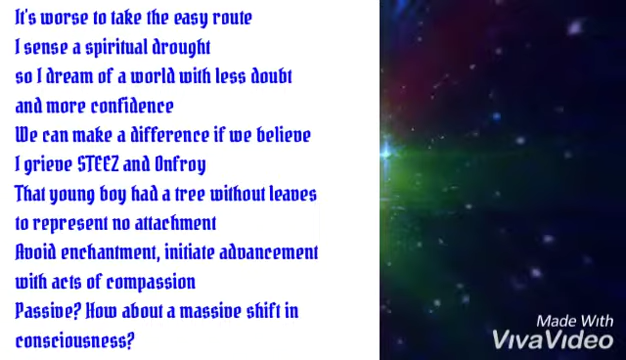 It's worse to take the easy route
I sense a spiritual drought
so I dream of a world with less doubt
and more confidence
We can make a difference if we believe
I grieve STEEZ and Onfroy
That young boy had a tree without leaves
to represent no attachment
Avoid enchantment, initiate advancement
with acts of compassion
Passive? How about a massive shift in
consciousness?
Made With
VivaVideo